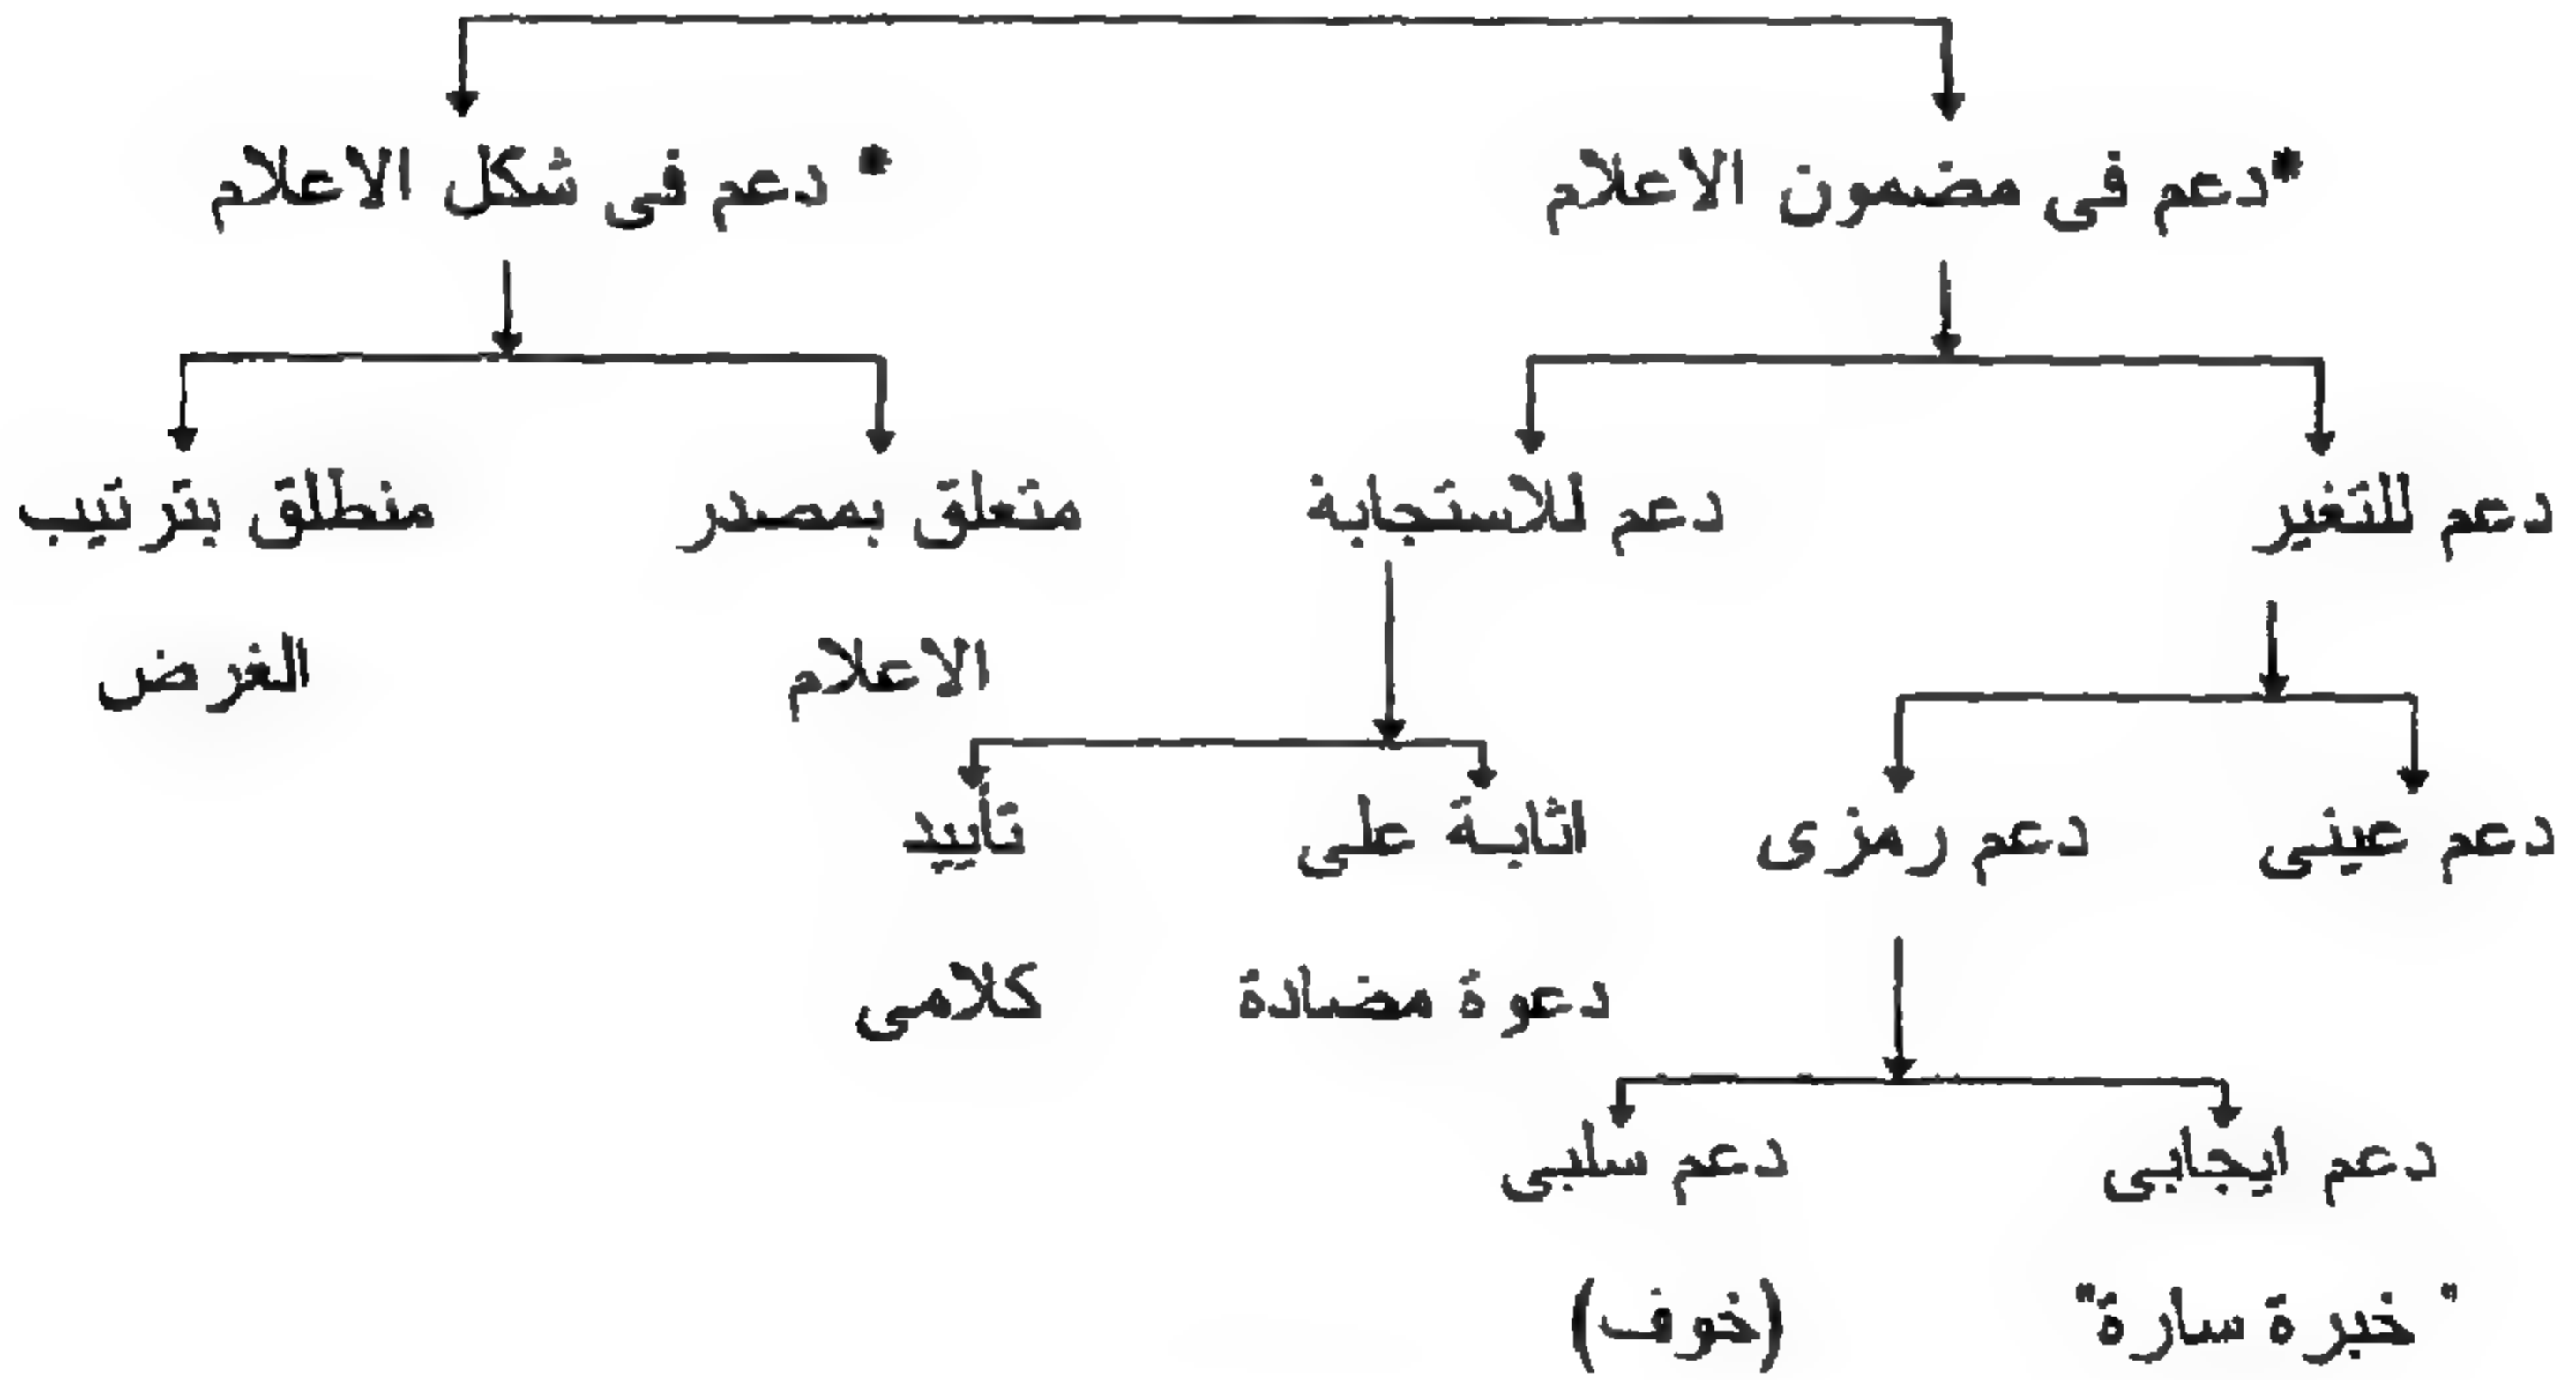 *دعم فى مضمون الاعلام
* دعم فى شكل الاعلام
دعم للتغير
دعم للاستجابة
متعلق بمصدر
الاعلام
منطلق بترتيب
الغرض
دعم عينى
دعم رمزى
اثابة على
دعوة مضادة
تأييد
كلامى
دعم ايجابى
" خبرة سارة"
دعم سلبى
(خوف)